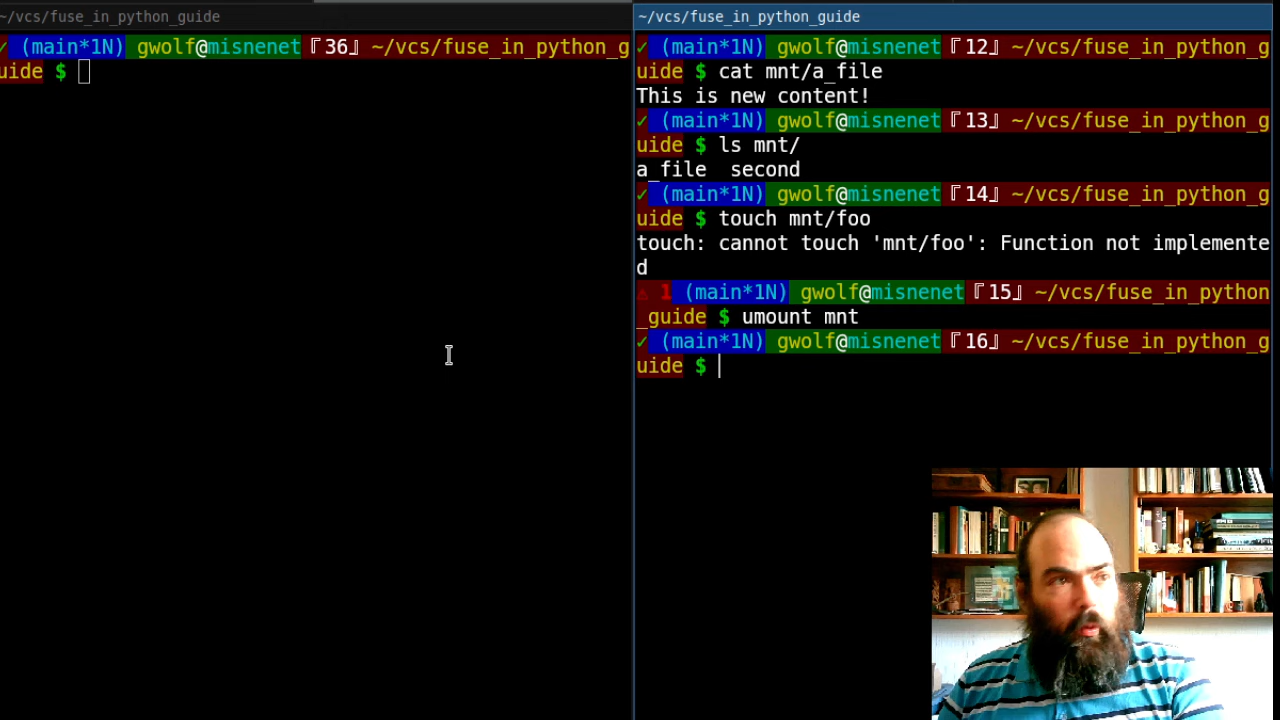 ~/vcs/fuse_in_python_guide
✓ (main*1N) gwolf@misnenet『36』~/vcs/fuse_in_python_g
uide $
~/vcs/fuse_in_python_guide
✓ (main*1N) gwolf@misnenet『12』~/vcs/fuse_in_python_g
uide $ cat mnt/a_file
This is new content!
✓ (main*1N) gwolf@misnenet『13』~/vcs/fuse_in_python_g
uide $ ls mnt/
a_file  second
✓ (main*1N) gwolf@misnenet『14』~/vcs/fuse_in_python_g
uide $ touch mnt/foo
touch: cannot touch 'mnt/foo': Function not implemente
d
⚠ 1 (main*1N) gwolf@misnenet『15』~/vcs/fuse_in_python
_guide $ umount mnt
✓ (main*1N) gwolf@misnenet『16』~/vcs/fuse_in_python_g
uide $